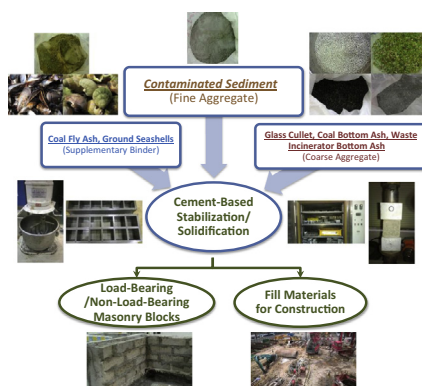 Contaminated Sediment
(Fine Aggregate)
Coal Fly Ash, Ground Seashells
(Supplementary Binder)
Glass Cullet, Coal Bottom Ash, Waste
Incinerator Bottom Ash
(Coarse Aggregate)
Cement-Based
Stabilization/
Solidification
Load-Bearing
/Non-Load-Bearing
Masonry Blocks
Fill Materials
for Construction